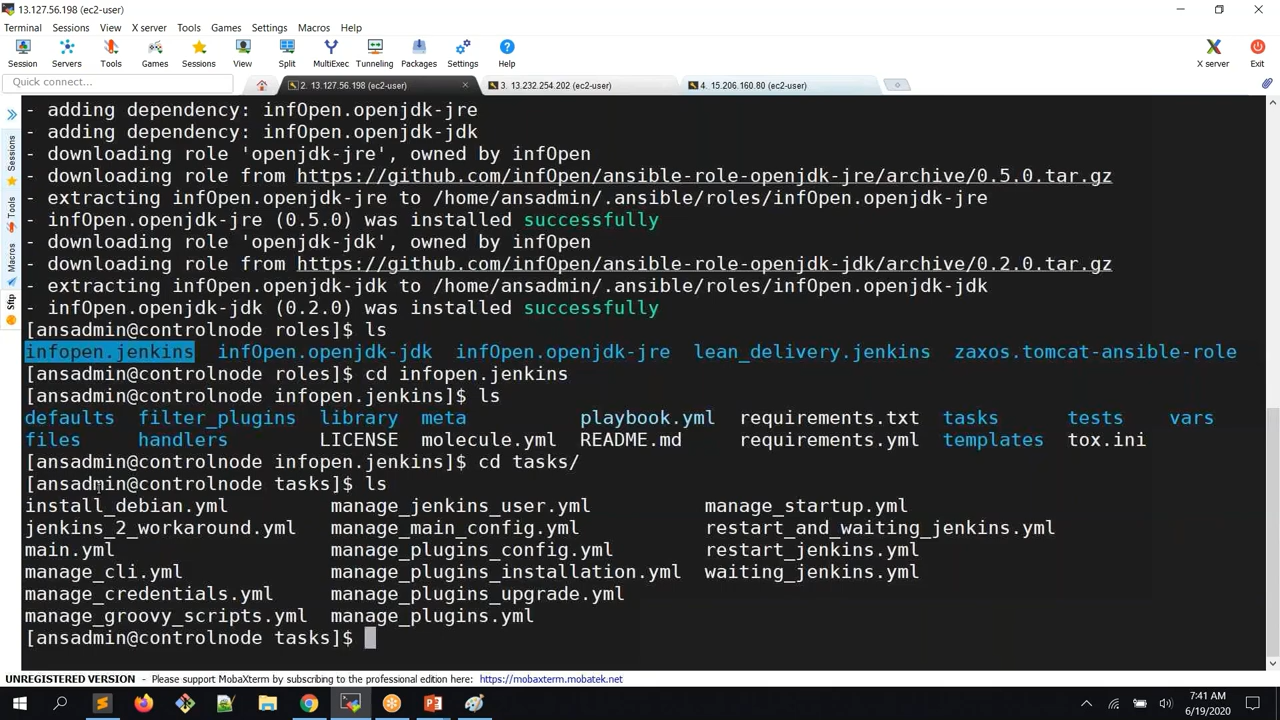 13.127.56.198 (ec2-user)
Terminal Sessions View X server Tools Games Settings Macros Help
Session Servers Tools Games Sessions View Split MultiExec Tunneling Packages Settings Help X server Exit
Quick connect...
2. 13.127.56.198 (ec2-user)
3. 13.232.254.202 (ec2-user)
4. 15.206.160.80 (ec2-user)
Sessions
Tools
Macros
Sftp
- adding dependency: infOpen.openjdk-jre
- adding dependency: infOpen.openjdk-jdk
- downloading role 'openjdk-jre', owned by infOpen
- downloading role from https://github.com/infOpen/ansible-role-openjdk-jre/archive/0.5.0.tar.gz
- extracting infOpen.openjdk-jre to /home/ansadmin/.ansible/roles/infOpen.openjdk-jre
- infOpen.openjdk-jre (0.5.0) was installed successfully
- downloading role 'openjdk-jdk', owned by infOpen
- downloading role from https://github.com/infOpen/ansible-role-openjdk-jdk/archive/0.2.0.tar.gz
- extracting infOpen.openjdk-jdk to /home/ansadmin/.ansible/roles/infOpen.openjdk-jdk
- infOpen.openjdk-jdk (0.2.0) was installed successfully
[ansadmin@controlnode roles]$ ls
infopen.jenkins infOpen.openjdk-jdk infOpen.openjdk-jre lean_delivery.jenkins zaxos.tomcat-ansible-role
[ansadmin@controlnode roles]$ cd infopen.jenkins
[ansadmin@controlnode infopen.jenkins]$ ls
defaults filter_plugins library meta playbook.yml requirements.txt tasks tests vars
files handlers LICENSE molecule.yml README.md requirements.yml templates tox.ini
[ansadmin@controlnode infopen.jenkins]$ cd tasks/
[ansadmin@controlnode tasks]$ ls
install_debian.yml manage_jenkins_user.yml manage_startup.yml
jenkins_2_workaround.yml manage_main_config.yml restart_and_waiting_jenkins.yml
main.yml manage_plugins_config.yml restart_jenkins.yml
manage_cli.yml manage_plugins_installation.yml waiting_jenkins.yml
manage_credentials.yml manage_plugins_upgrade.yml
manage_groovy_scripts.yml manage_plugins.yml
[ansadmin@controlnode tasks]$
UNREGISTERED VERSION - Please support MobaXterm by subscribing to the professional edition here: https://mobaxterm.mobatek.net
7:41 AM
6/19/2020